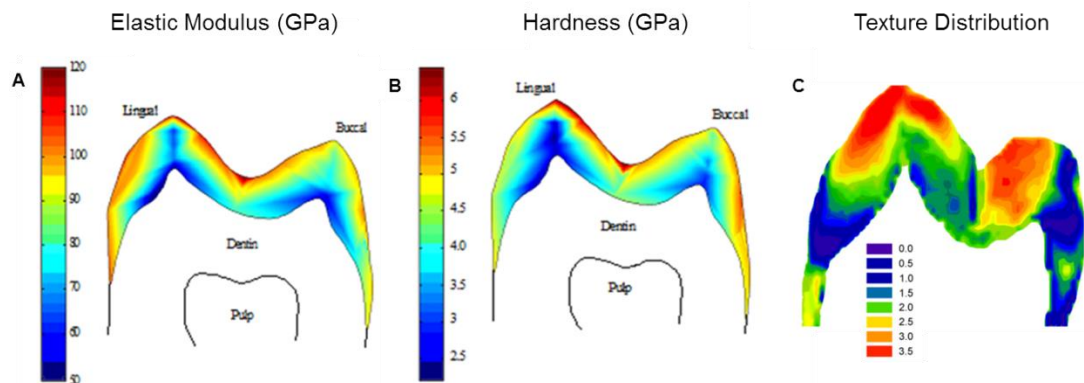 Elastic Modulus (GPa)
Hardness (GPa)
Texture Distribution
A
120
110
100
90
80
70
60
50
Lingual
Buccal
Dentin
Pulp
B
6
5.5
5
4.5
4.0
3.5
3
2.5
Lingual
Buccal
Dentin
Pulp
C
0.0
0.5
1.0
1.5
2.0
2.5
3.0
3.5